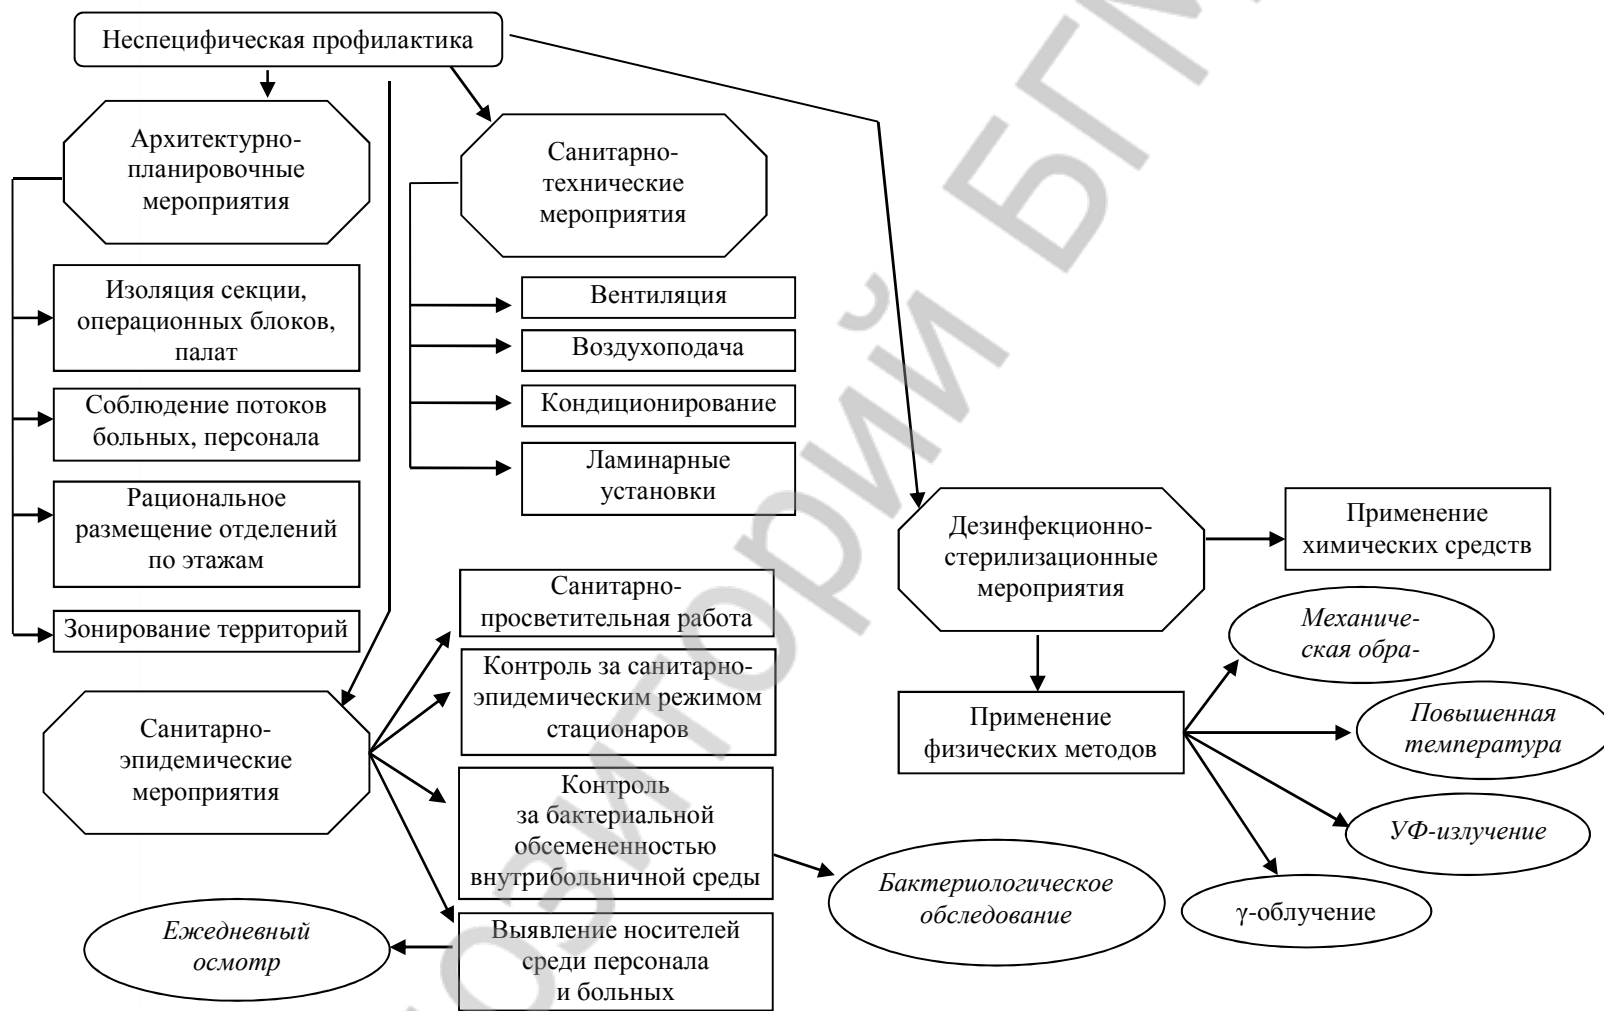 Неспецифическая профилактика
Архитектурно-
планировочные
мероприятия
Изоляция секции,
операционных блоков,
палат
Соблюдение потоков
больных, персонала
Рациональное
размещение отделений
по этажам
Зонирование территорий
Санитарно-
технические
мероприятия
Вентиляция
Воздухоподача
Кондиционирование
Ламинарные
установки
Санитарно-
эпидемические
мероприятия
Санитарно-
просветительная работа
Контроль за санитарно-
эпидемическим режимом
стационаров
Контроль
за бактериальной
обсемененностью
внутрибольничной среды
Бактериологическое
обследование
Выявление носителей
среди персонала
и больных
Ежедневный
осмотр
Дезинфекционно-
стерилизационные
мероприятия
Применение
химических средств
Применение
физических методов
Механиче-
ская обра-
Повышенная
температура
УФ-излучение
γ-облучение
озиторий БГМ